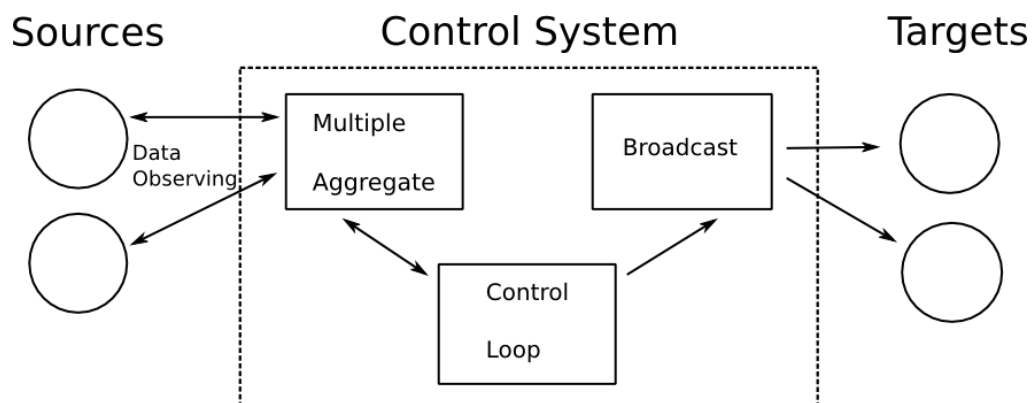 Sources
Control System
Targets
Data
Observing
Multiple
Aggregate
Broadcast
Control
Loop